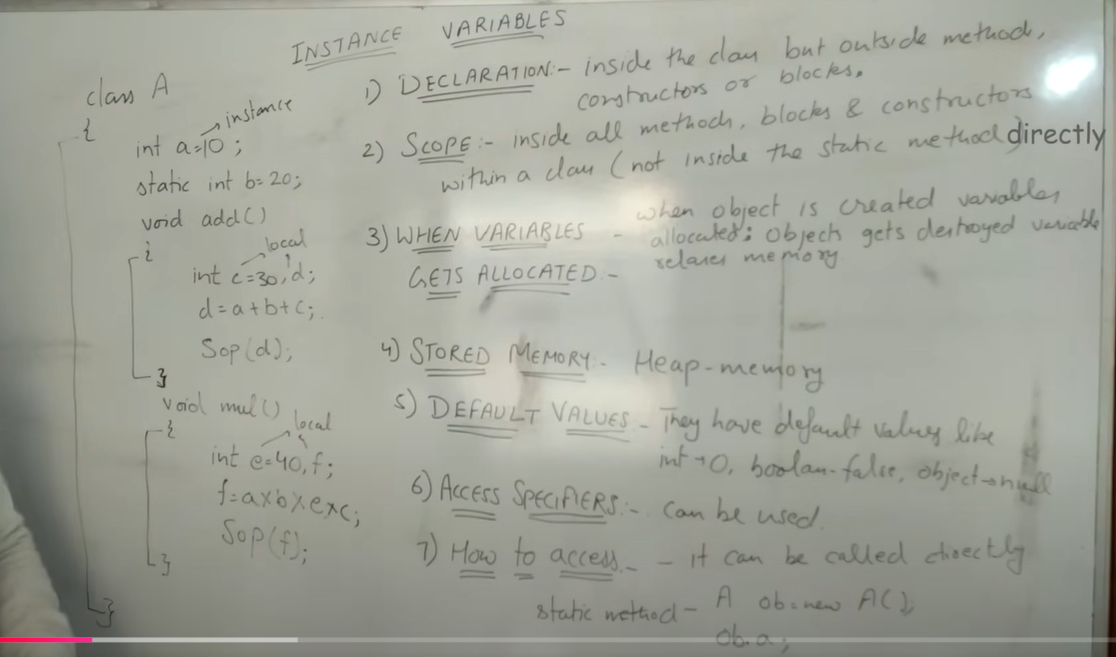 INSTANCE VARIABLES
class A
{
instance
int a=10;
static int b=20;
void add()
{
local
int c=30,d;
d=a+b+c;
Sop(d);
}
void mul()
{
local
int e=40,f;
f=a×b×e×c;
Sop(f);
}
}
1) DECLARATION:- inside the class but outside method,
constructors or blocks.
2) SCOPE:- inside all methods, blocks & constructors
within a class (not inside the static method) directly
3) WHEN VARIABLES GETS ALLOCATED:-
- when object is created variables
allocated; Objects gets destroyed variable
relases memory
4) STORED MEMORY:- Heap-memory
5) DEFAULT VALUES - They have default values like
int→0, boolan-false, object→null
6) ACCESS SPECIFIERS:- can be used.
7) How to access - - it can be called directly
static method - A ob=new A();
ob.a;